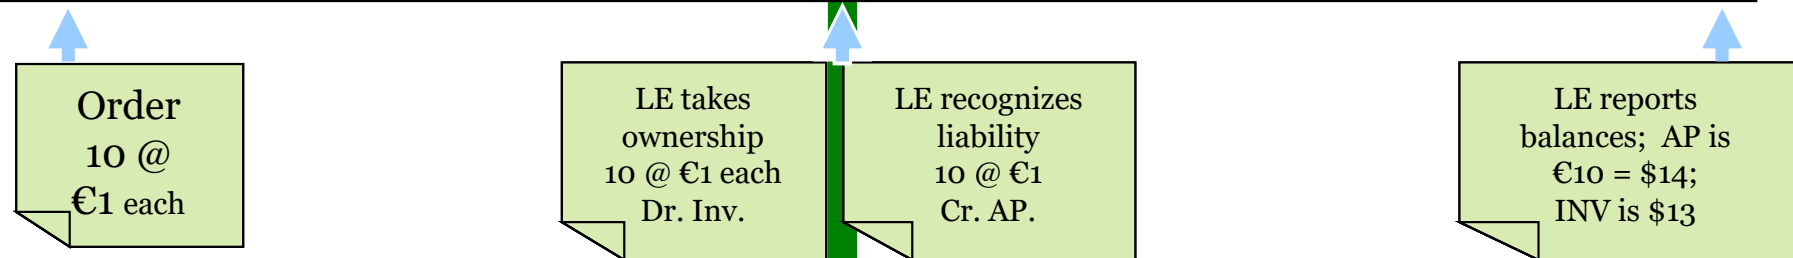 Order
10 @
€1 each
LE takes
ownership
10 @ €1 each
Dr. Inv.
LE recognizes
liability
10 @ €1
Cr. AP.
LE reports
balances;  AP is
€10 = $14;
INV is $13